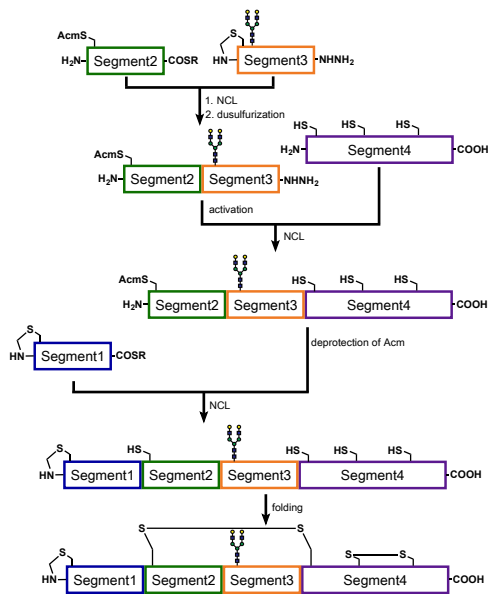 AcmS
S
H₂N Segment2 COSR
HN Segment3 NHNH₂
1. NCL
2. dusulfurization
HS HS HS
H₂N Segment4 COOH
AcmS
H₂N Segment2 Segment3 NHNH₂
activation
NCL
AcmS HS HS HS
H₂N Segment2 Segment3 Segment4 COOH
S
HN Segment1 COSR
deprotection of Acm
NCL
S HS HS HS HS
HN Segment1 Segment2 Segment3 Segment4 COOH
folding
S S
S S S
HN Segment1 Segment2 Segment3 Segment4 COOH